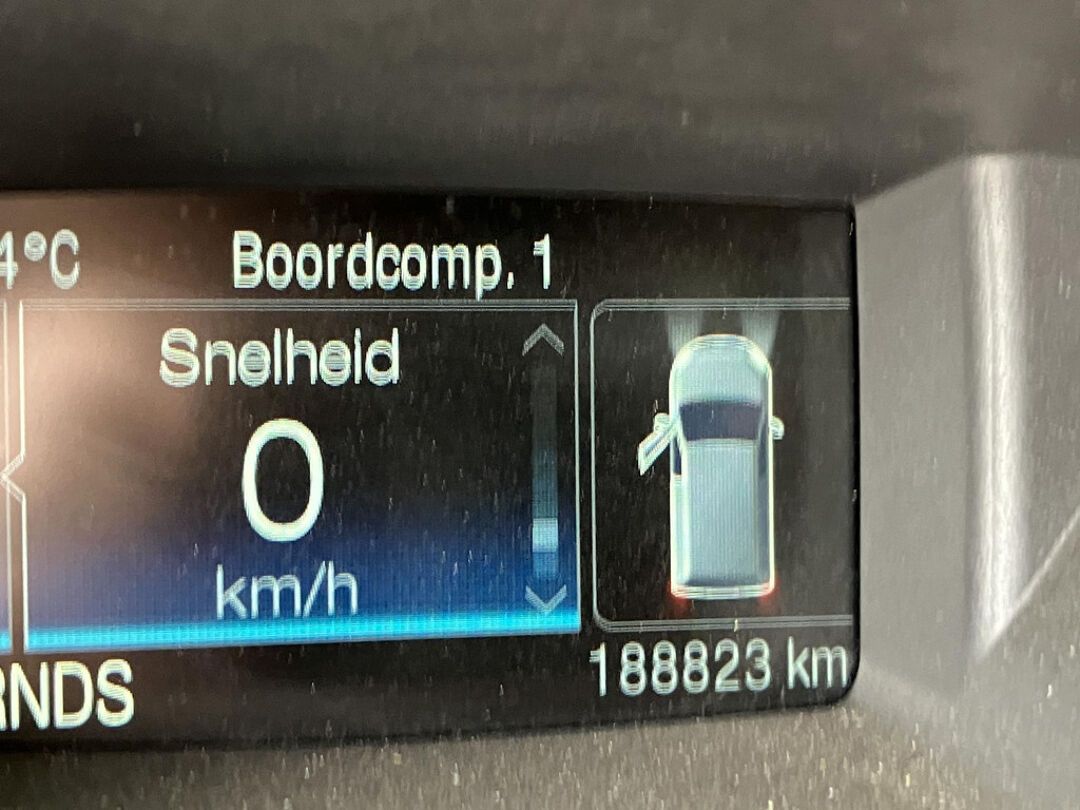 4°C
Boordcomp. 1
Snelheid
0
km/h
RNDS
188823 km